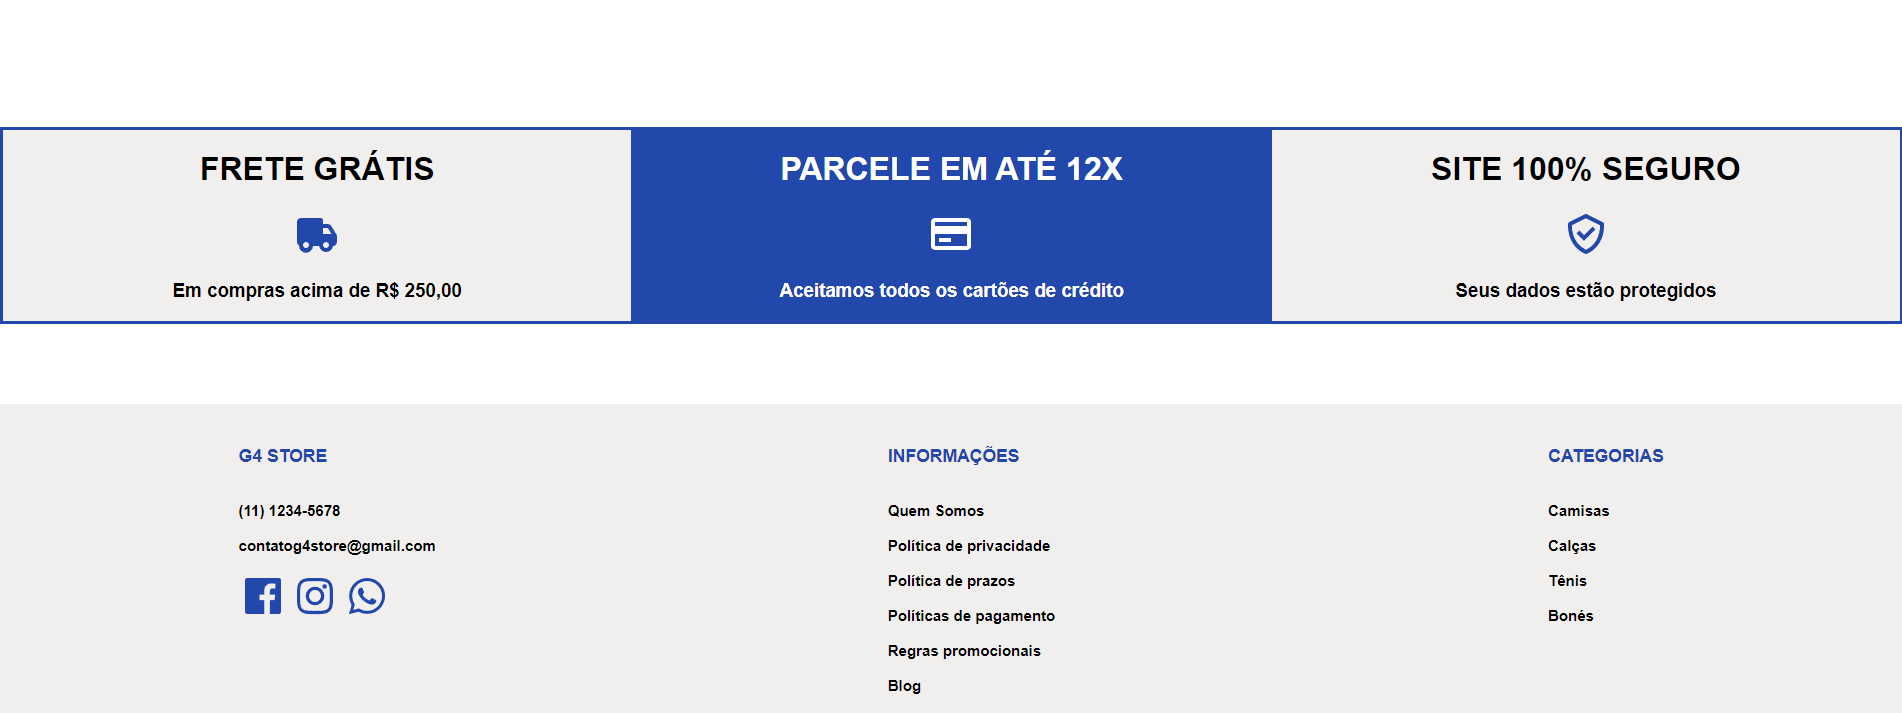 FRETE GRÁTIS
Em compras acima de R$ 250,00
PARCELE EM ATÉ 12X
Aceitamos todos os cartões de crédito
SITE 100% SEGURO
Seus dados estão protegidos
G4 STORE
(11) 1234-5678
contatog4store@gmail.com
INFORMAÇÕES
Quem Somos
Política de privacidade
Política de prazos
Políticas de pagamento
Regras promocionais
Blog
CATEGORIAS
Camisas
Calças
Tênis
Bonés